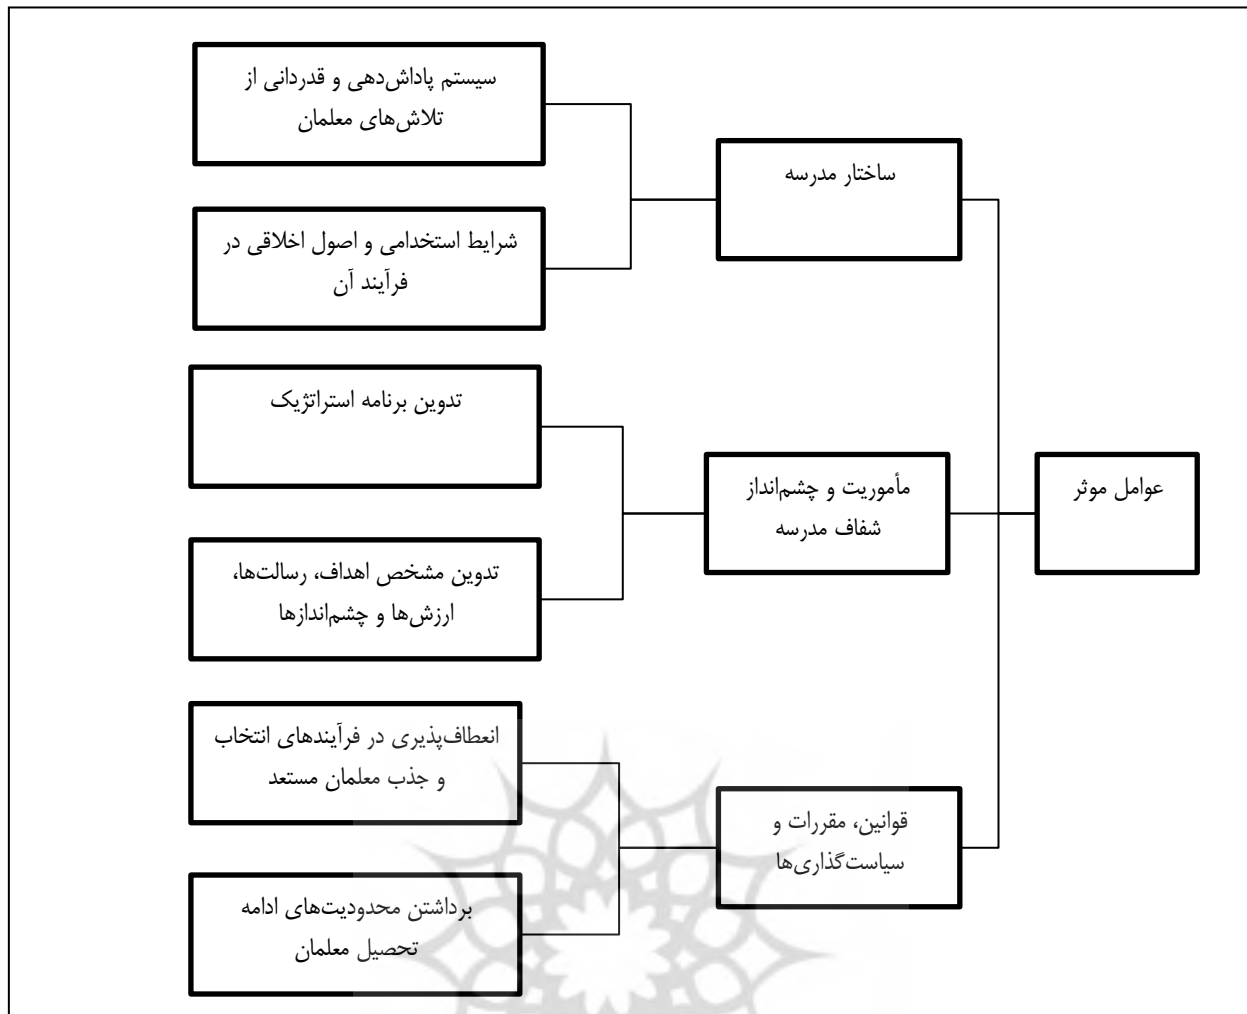 عوامل موثر
ساختار مدرسه
سیستم پاداش‌دهی و قدردانی از
تلاش‌های معلمان
شرایط استخدامی و اصول اخلاقی در
فرآیند آن
مأموریت و چشم‌انداز
شفاف مدرسه
تدوین برنامه استراتژیک
تدوین مشخص اهداف، رسالت‌ها،
ارزش‌ها و چشم‌اندازها
قوانین، مقررات و
سیاست‌گذاری‌ها
انعطاف‌پذیری در فرآیندهای انتخاب
و جذب معلمان مستعد
برداشتن محدودیت‌های ادامه
تحصیل معلمان